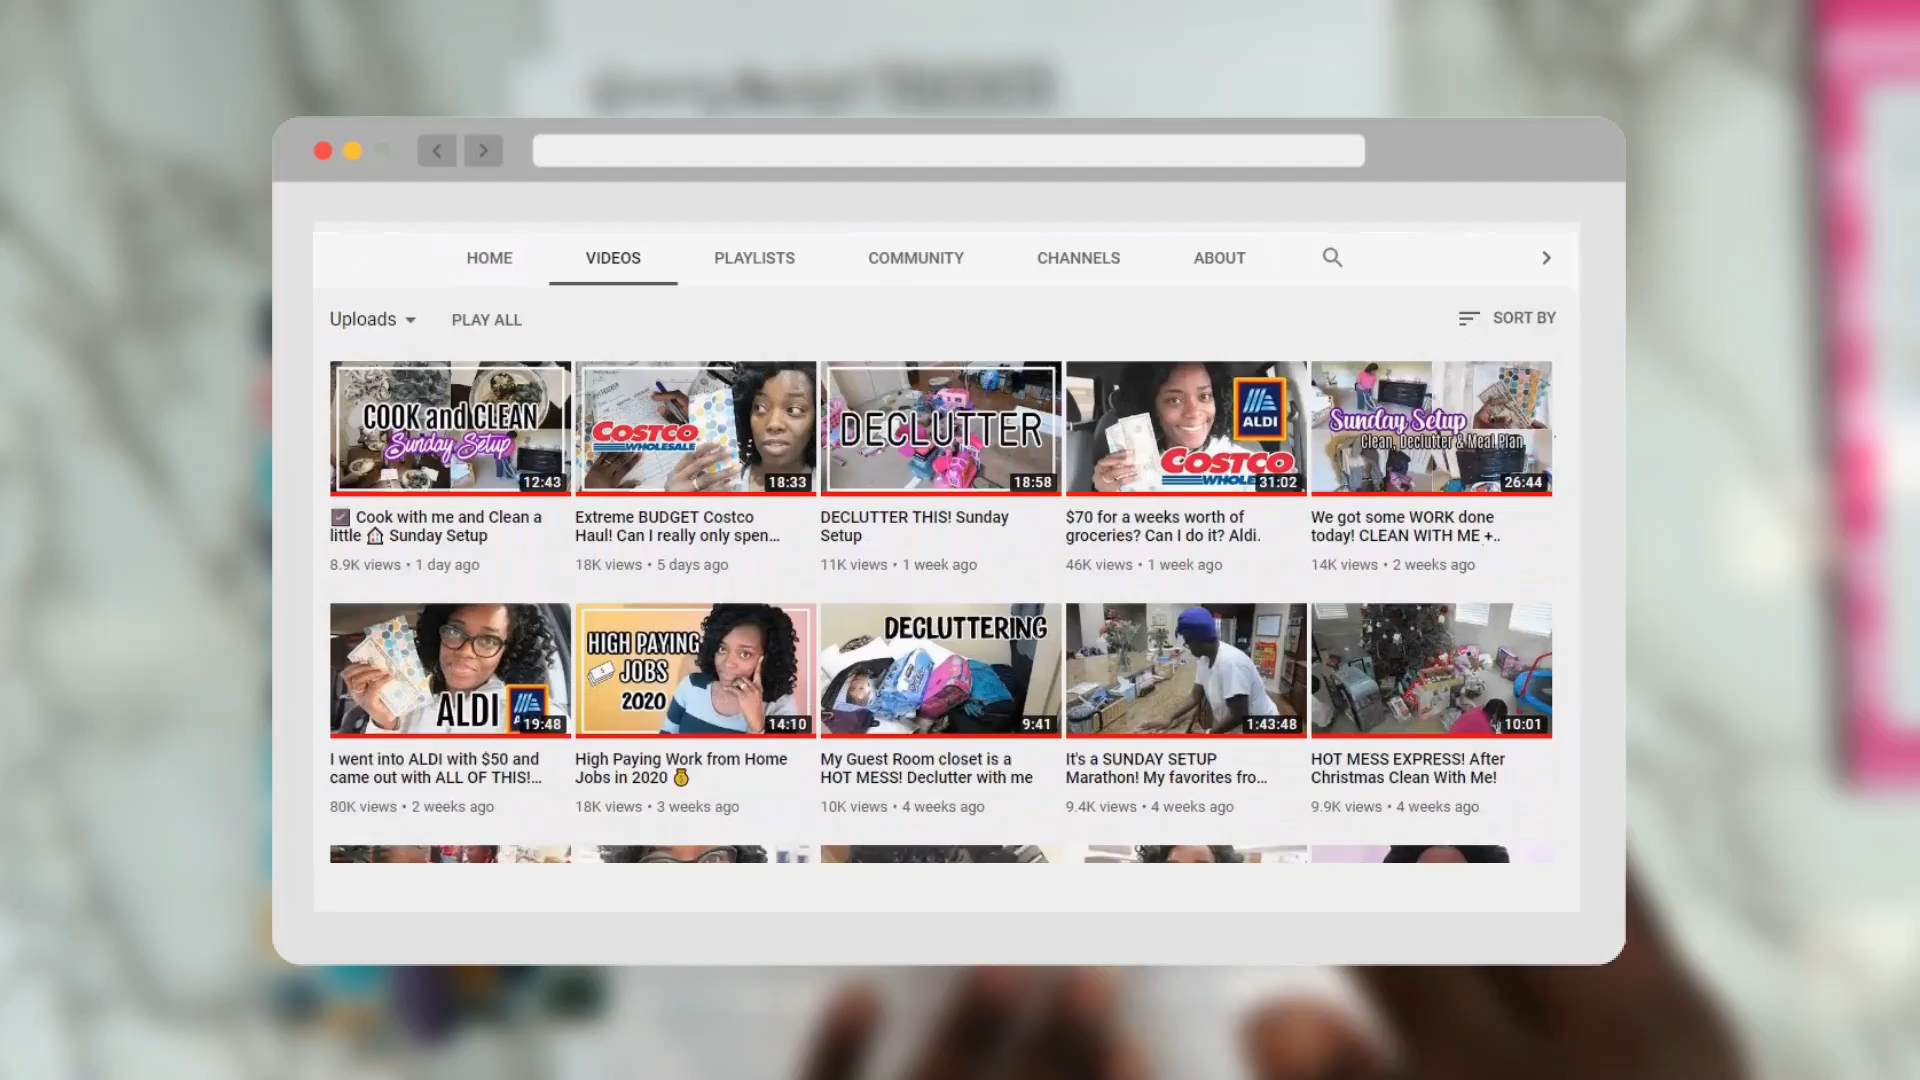 HOME
VIDEOS
PLAYLISTS
COMMUNITY
CHANNELS
ABOUT
Uploads
PLAY ALL
SORT BY
COOK and CLEAN
Sunday Setup
12:43
COSTCO
WHOLESALE
18:33
DECLUTTER
18:58
ALDI
COSTCO
WHOLE
31:02
Sunday Setup
Clean, Declutter & Meal Plan
26:44
Cook with me and Clean a
little Sunday Setup
8.9K views • 1 day ago
Extreme BUDGET Costco
Haul! Can I really only spen...
18K views • 5 days ago
DECLUTTER THIS! Sunday
Setup
11K views • 1 week ago
$70 for a weeks worth of
groceries? Can I do it? Aldi.
46K views • 1 week ago
We got some WORK done
today! CLEAN WITH ME +..
14K views • 2 weeks ago
ALDI
19:48
HIGH PAYING
JOBS
2020
14:10
DECLUTTERING
9:41
1:43:48
10:01
I went into ALDI with $50 and
came out with ALL OF THIS!...
80K views • 2 weeks ago
High Paying Work from Home
Jobs in 2020
18K views • 3 weeks ago
My Guest Room closet is a
HOT MESS! Declutter with me
10K views • 4 weeks ago
It's a SUNDAY SETUP
Marathon! My favorites fro...
9.4K views • 4 weeks ago
HOT MESS EXPRESS! After
Christmas Clean With Me!
9.9K views • 4 weeks ago